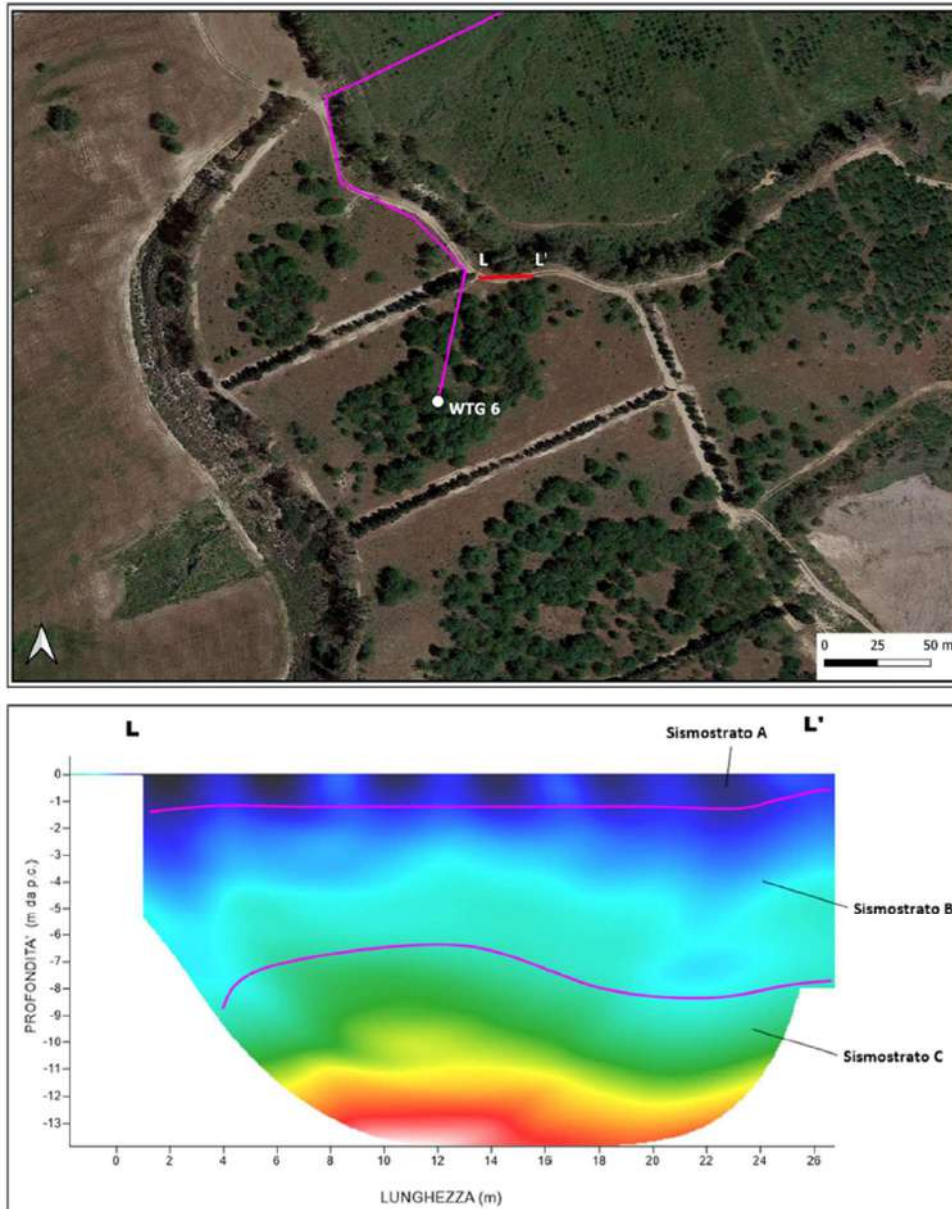 L L'
WTG 6
0 25 50 m
L L'
Sismostrato A
0
-1
-2
-3
-4
-5
-6
-7
-8
-9
-10
-11
-12
-13
PROFONDITA' (m da p.c.)
Sismostrato B
Sismostrato C
0 2 4 6 8 10 12 14 16 18 20 22 24 26
LUNGHEZZA (m)